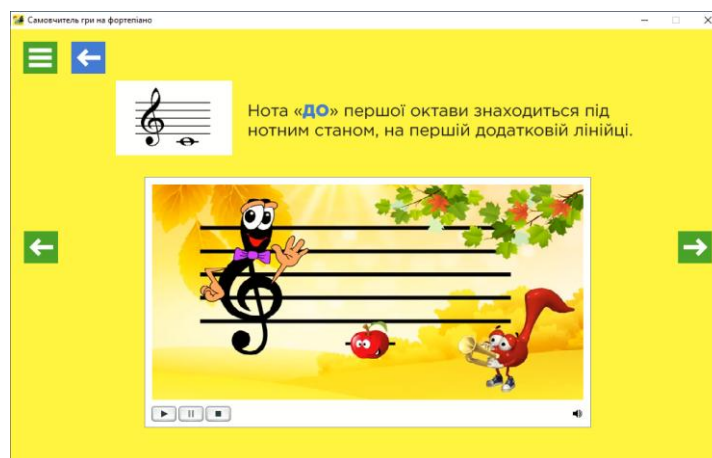 Самовчитель гри на фортепіано
Нота «ДО» першої октави знаходиться під
нотним станом, на першій додатковій лінійці.